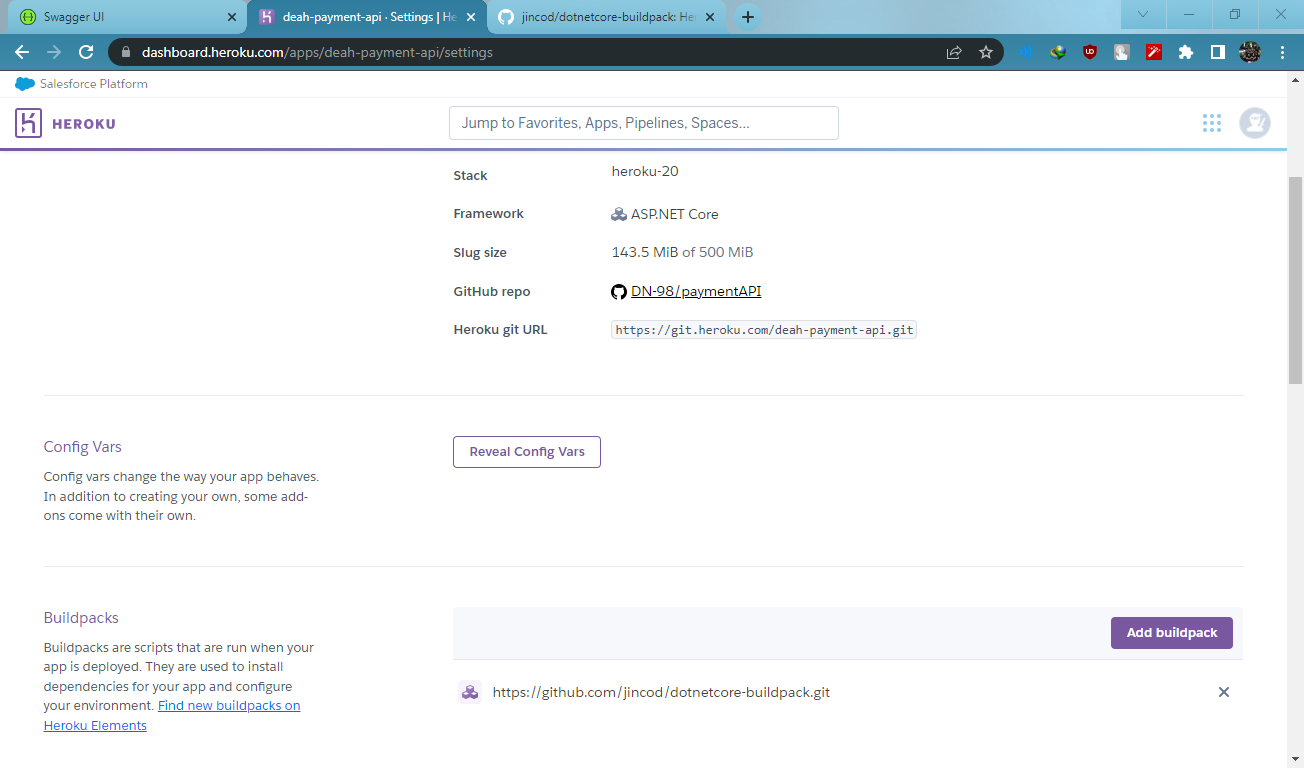 Swagger UI
deah-payment-api · Settings | He
jincod/dotnetcore-buildpack: He
dashboard.heroku.com/apps/deah-payment-api/settings
Salesforce Platform
HEROKU
Jump to Favorites, Apps, Pipelines, Spaces...
Stack heroku-20
Framework ASP.NET Core
Slug size 143.5 MiB of 500 MiB
GitHub repo DN-98/paymentAPI
Heroku git URL https://git.heroku.com/deah-payment-api.git
Config Vars
Reveal Config Vars
Config vars change the way your app behaves.
In addition to creating your own, some add-
ons come with their own.
Buildpacks
Add buildpack
Buildpacks are scripts that are run when your
app is deployed. They are used to install
dependencies for your app and configure
your environment. Find new buildpacks on
Heroku Elements
https://github.com/jincod/dotnetcore-buildpack.git